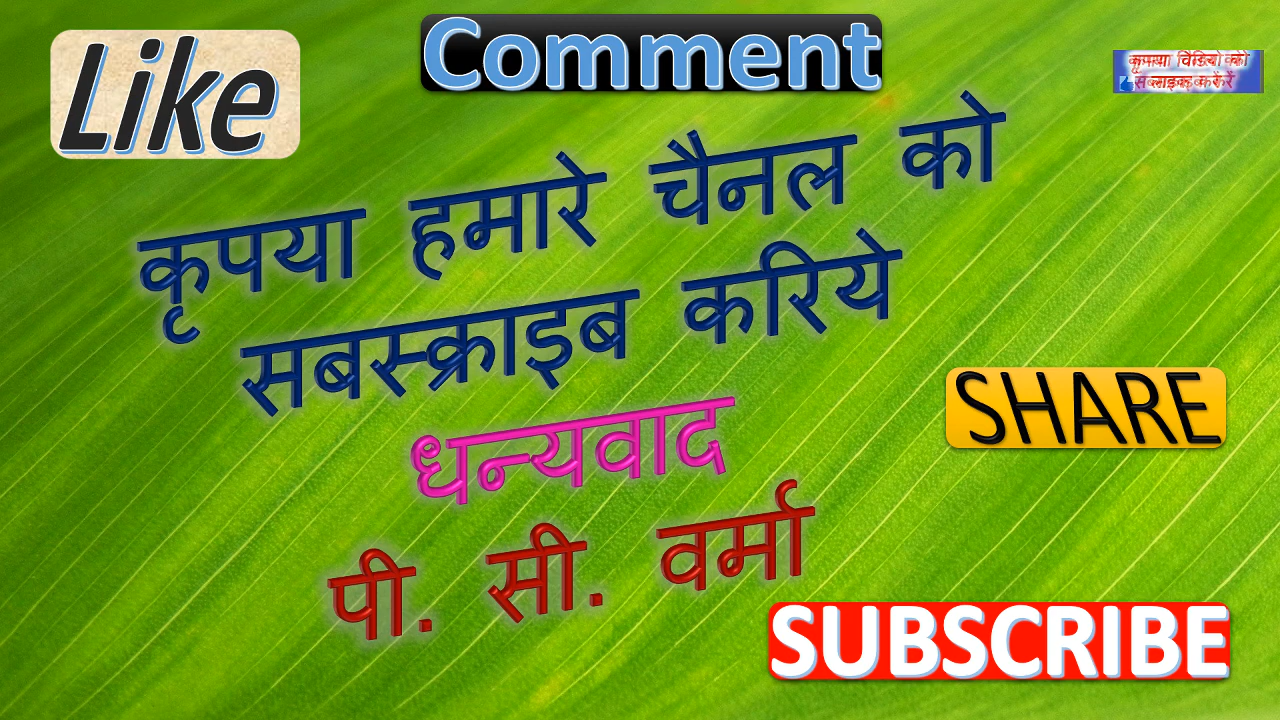 Like
Comment
कृपया हमारे चैनल को
सबस्क्राइब करिये
धन्यवाद
पी. सी. वर्मा
SHARE
SUBSCRIBE